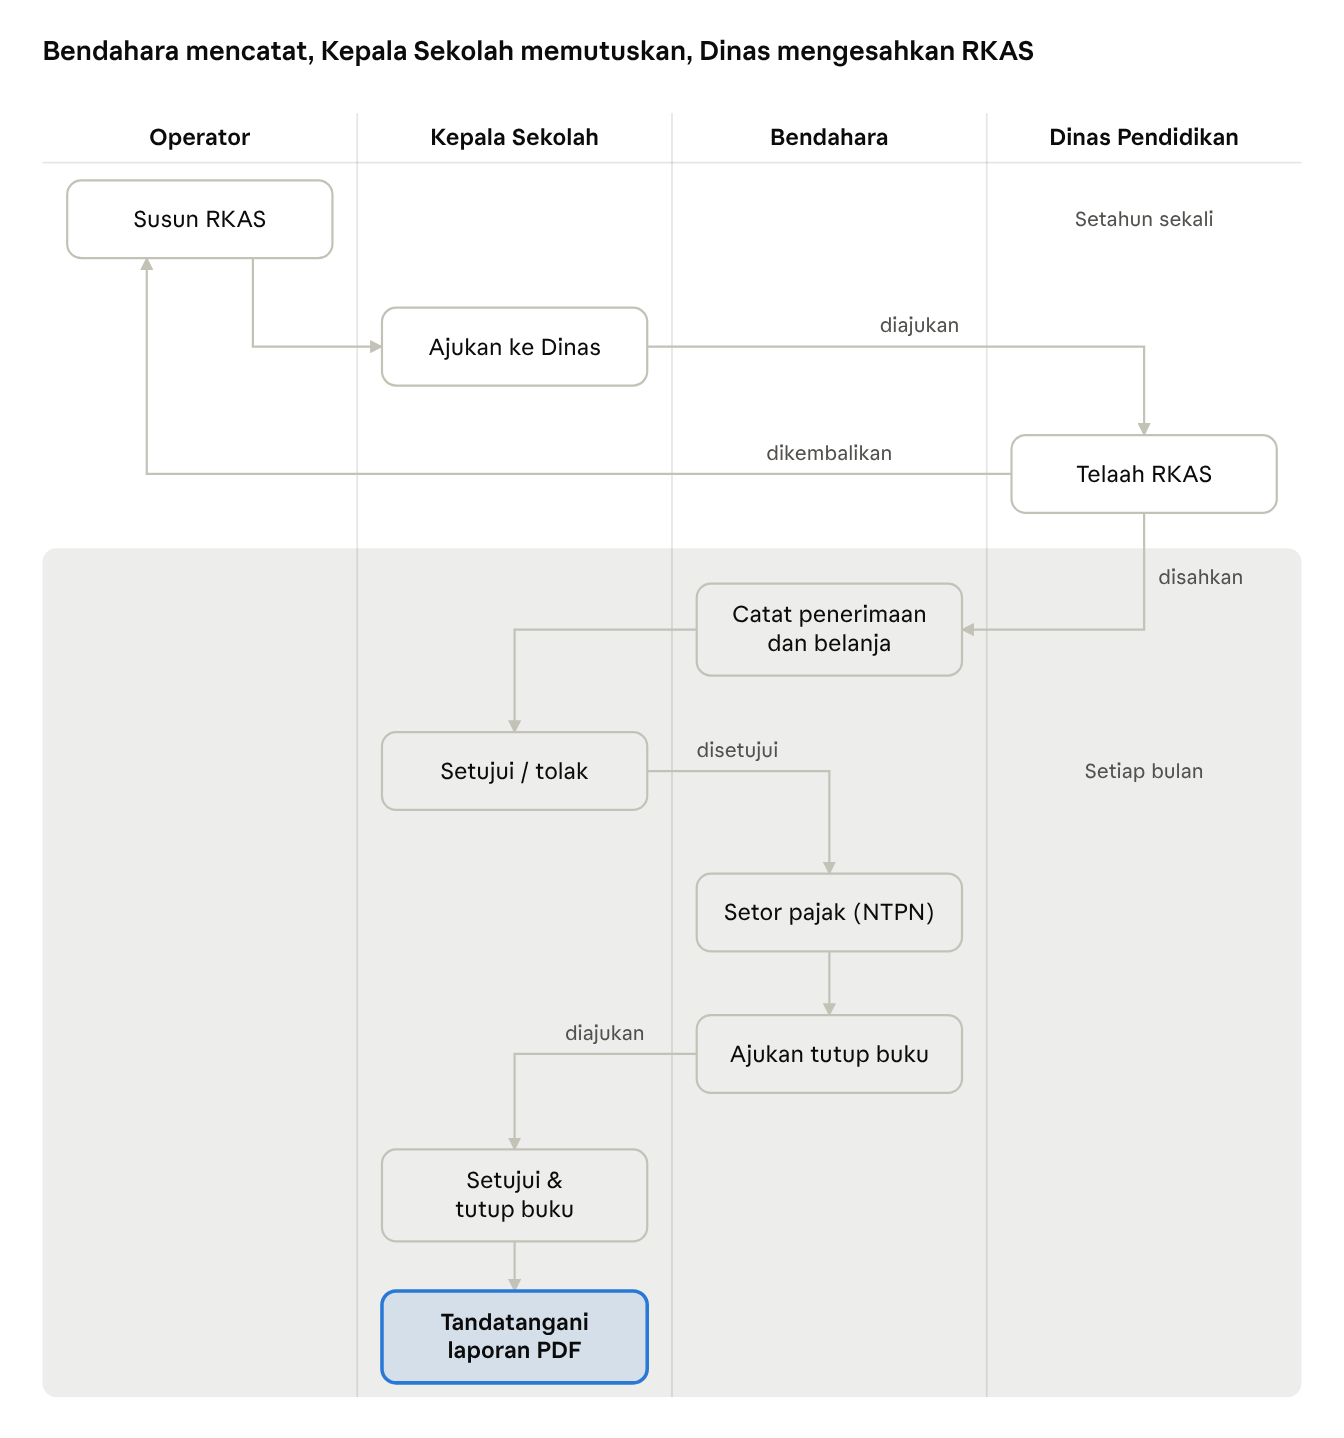 Bendahara mencatat, Kepala Sekolah memutuskan, Dinas mengesahkan RKAS
Operator
Kepala Sekolah
Bendahara
Dinas Pendidikan
Susun RKAS
Setahun sekali
diajukan
Ajukan ke Dinas
dikembalikan
Telaah RKAS
disahkan
Catat penerimaan
dan belanja
disetujui
Setujui / tolak
Setiap bulan
Setor pajak (NTPN)
diajukan
Ajukan tutup buku
Setujui &
tutup buku
Tandatangani
laporan PDF